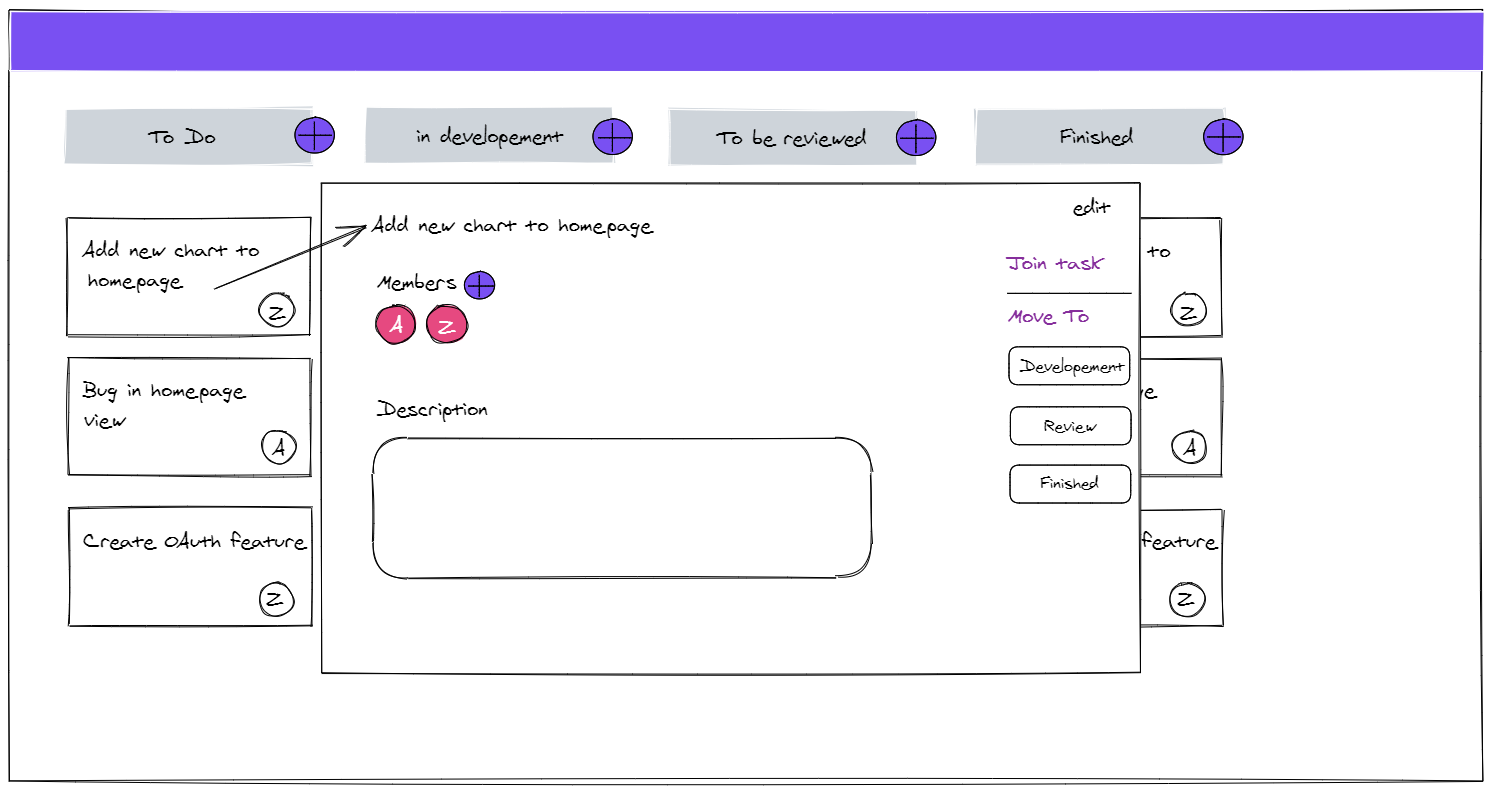 To Do
in developement
To be reviewed
Finished
Add new chart to
homepage
Z
Bug in homepage
view
A
Create OAuth feature
Z
Add new chart to homepage
edit
Members
A Z
Description
Join task
Move To
Developement
Review
Finished
to
Z
e
A
feature
Z